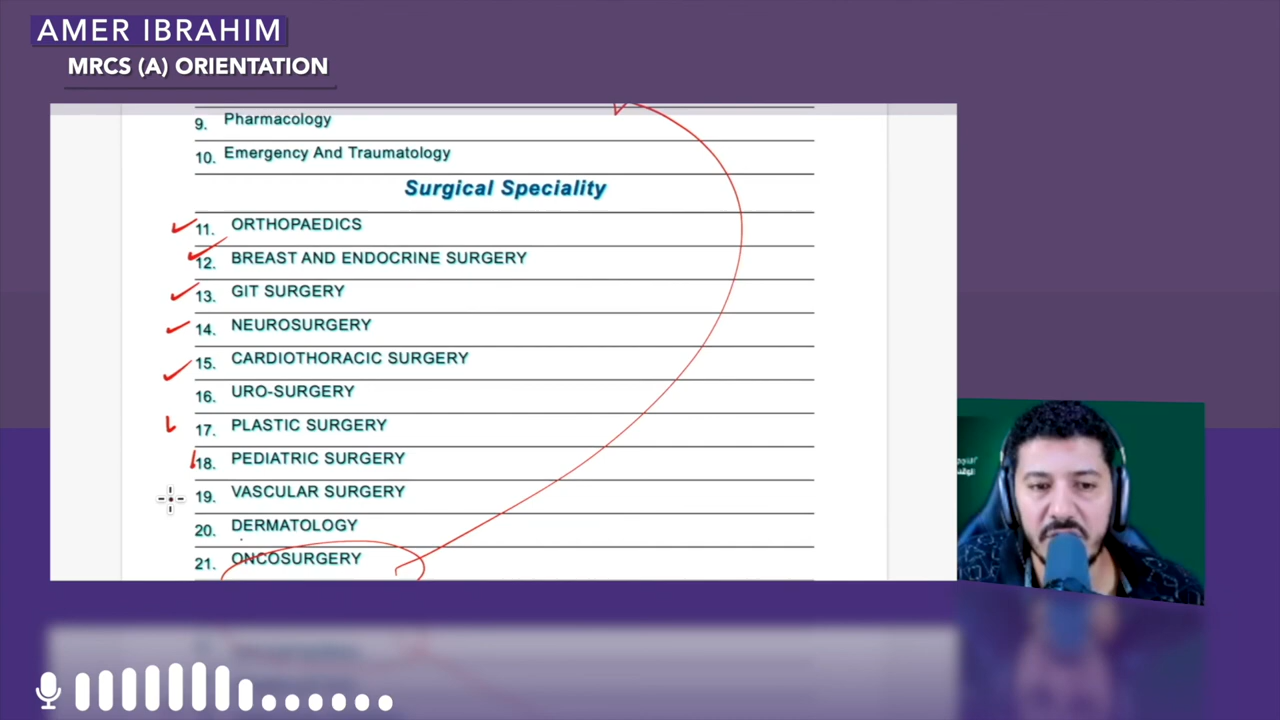 AMER IBRAHIM
MRCS (A) ORIENTATION
9. Pharmacology
10. Emergency And Traumatology
Surgical Speciality
11. ORTHOPAEDICS
12. BREAST AND ENDOCRINE SURGERY
13. GIT SURGERY
14. NEUROSURGERY
15. CARDIOTHORACIC SURGERY
16. URO-SURGERY
17. PLASTIC SURGERY
18. PEDIATRIC SURGERY
19. VASCULAR SURGERY
20. DERMATOLOGY
21. ONCOSURGERY